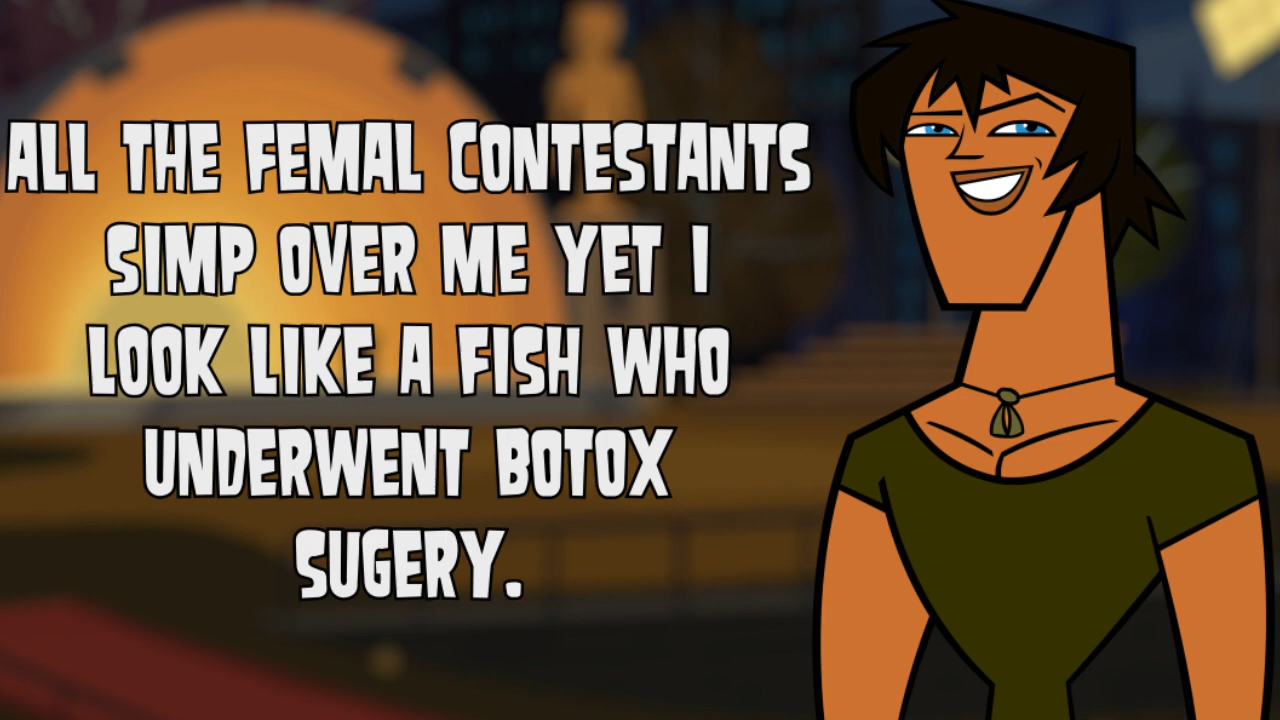 ALL THE FEMAL CONTESTANTS
SIMP OVER ME YET I
LOOK LIKE A FISH WHO
UNDERWENT BOTOX
SUGERY.